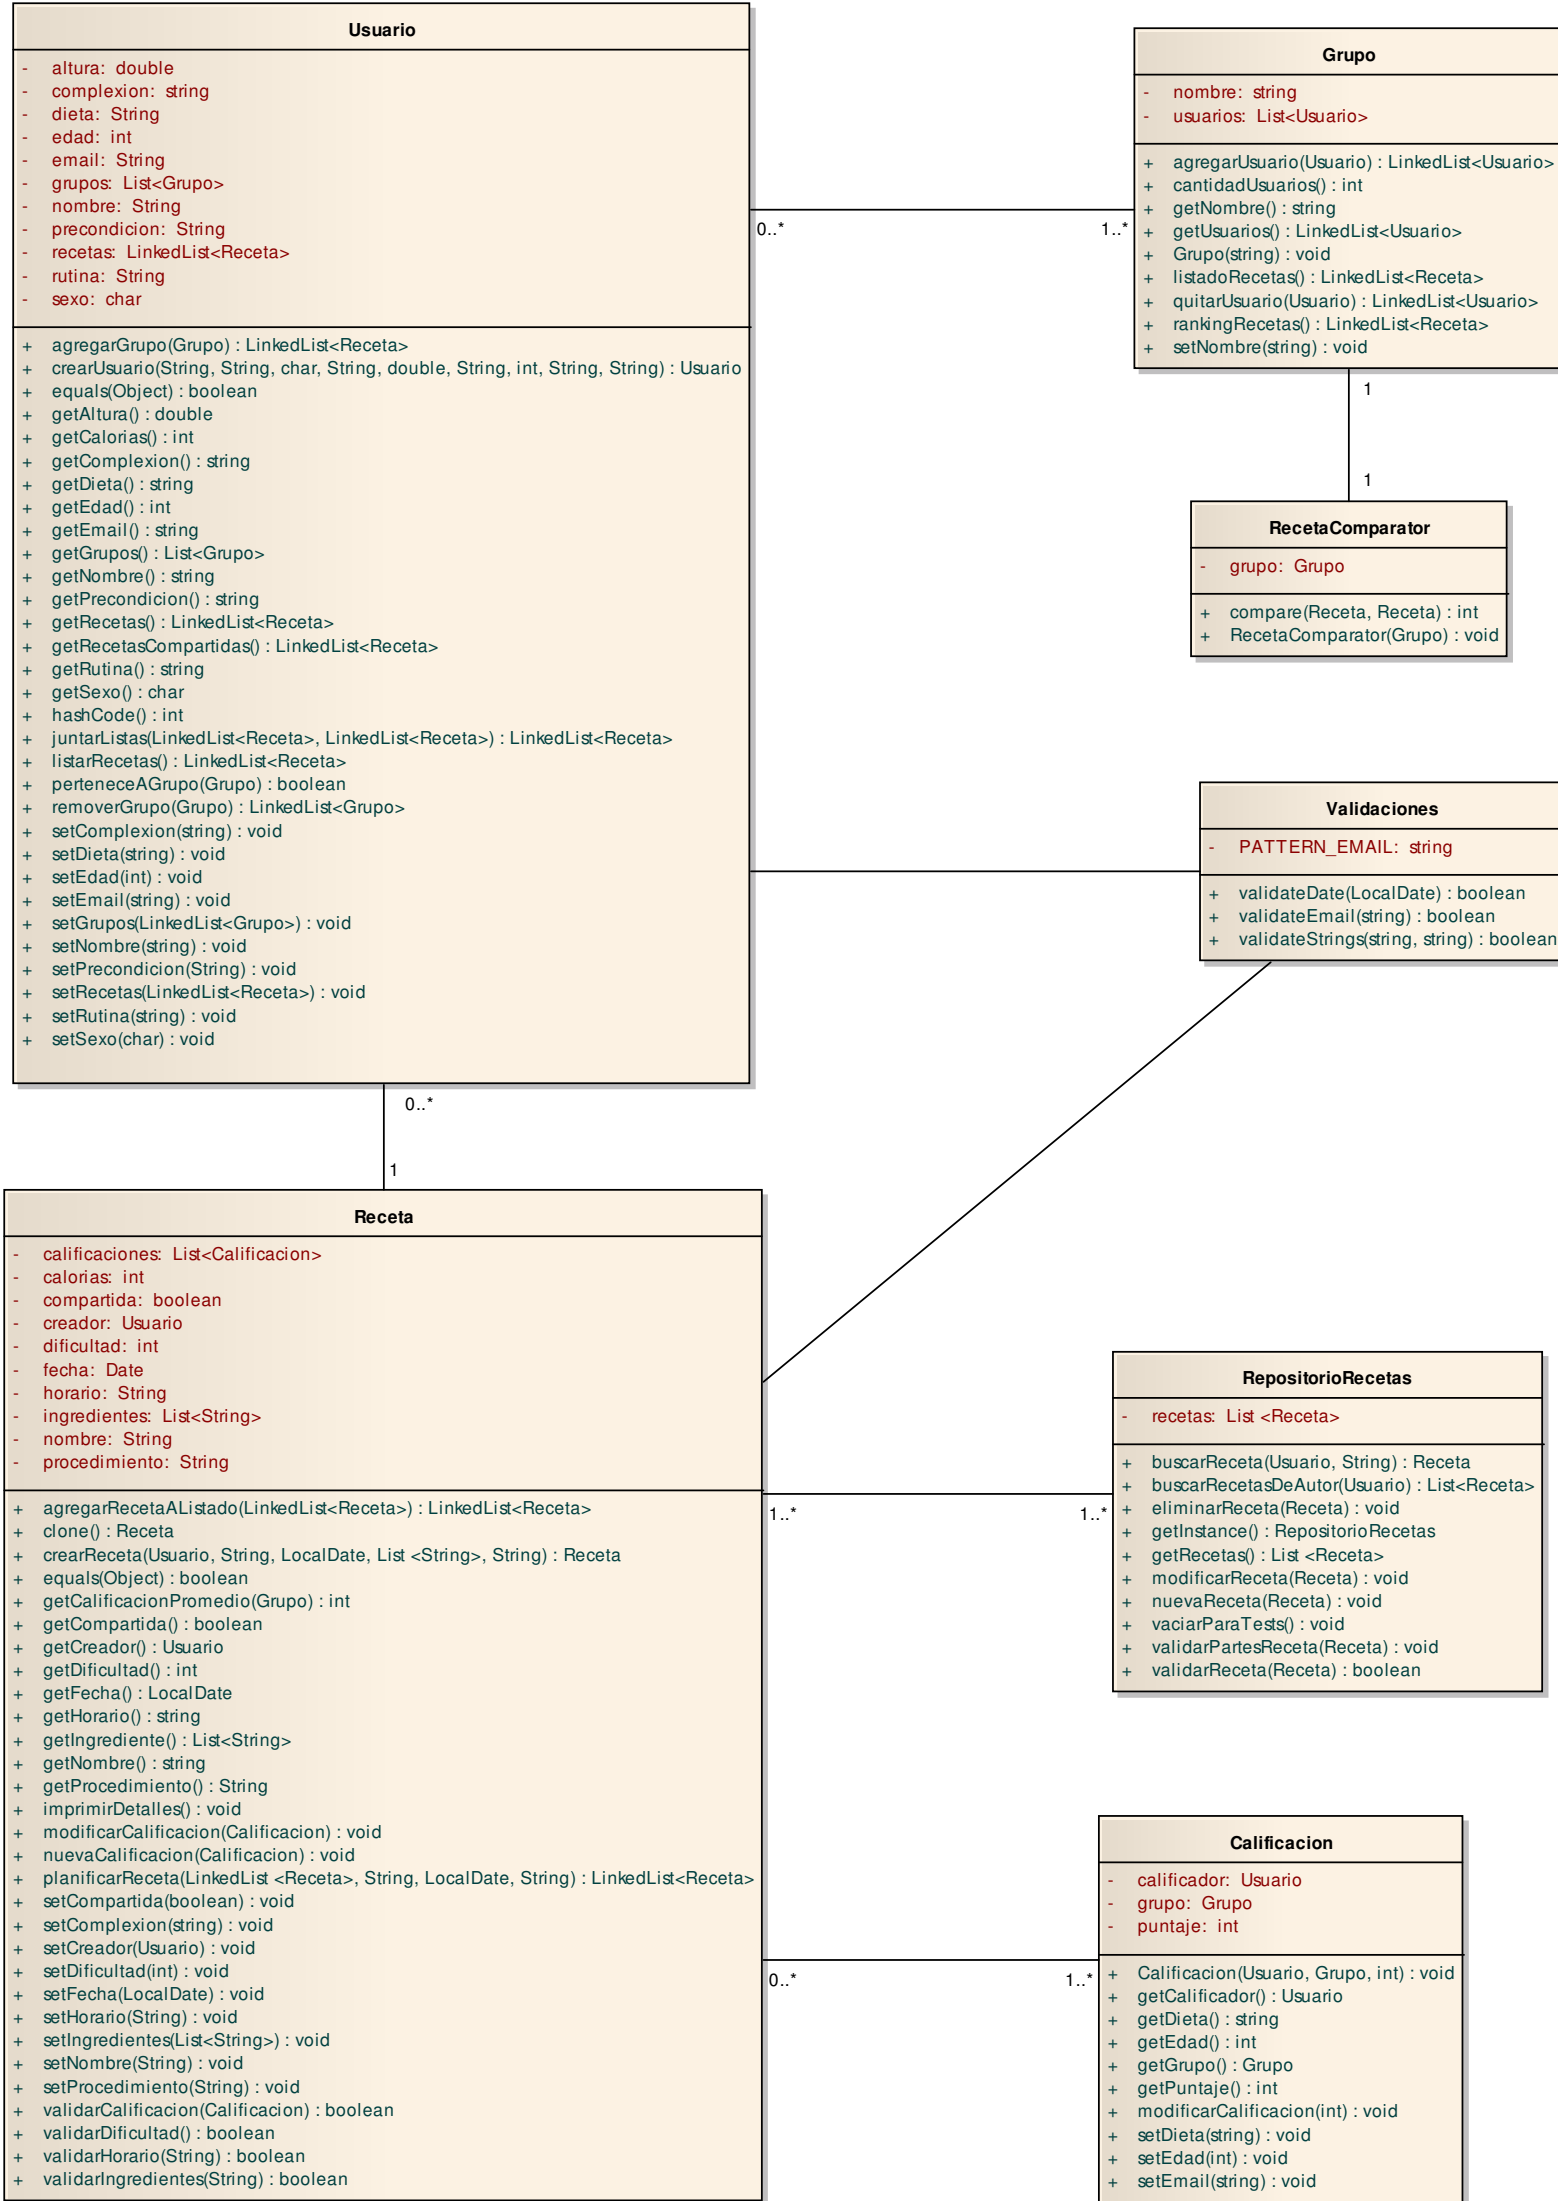 Usuario
- altura: double
- complexion: string
- dieta: String
- edad: int
- email: String
- grupos: List<Grupo>
- nombre: String
- precondicion: String
- recetas: LinkedList<Receta>
- rutina: String
- sexo: char
+ agregarGrupo(Grupo) : LinkedList<Receta>
+ crearUsuario(String, String, char, String, double, String, int, String, String) : Usuario
+ equals(Object) : boolean
+ getAltura() : double
+ getCalorias() : int
+ getComplexion() : string
+ getDieta() : string
+ getEdad() : int
+ getEmail() : string
+ getGrupos() : List<Grupo>
+ getNombre() : string
+ getPrecondicion() : string
+ getRecetas() : LinkedList<Receta>
+ getRecetasCompartidas() : LinkedList<Receta>
+ getRutina() : string
+ getSexo() : char
+ hashCode() : int
+ juntarListas(LinkedList<Receta>, LinkedList<Receta>) : LinkedList<Receta>
+ listarRecetas() : LinkedList<Receta>
+ perteneceAGrupo(Grupo) : boolean
+ removerGrupo(Grupo) : LinkedList<Grupo>
+ setComplexion(string) : void
+ setDieta(string) : void
+ setEdad(int) : void
+ setEmail(string) : void
+ setGrupos(LinkedList<Grupo>) : void
+ setNombre(string) : void
+ setPrecondicion(String) : void
+ setRecetas(LinkedList<Receta>) : void
+ setRutina(string) : void
+ setSexo(char) : void
0..*
1..*
Grupo
- nombre: string
- usuarios: List<Usuario>
+ agregarUsuario(Usuario) : LinkedList<Usuario>
+ cantidadUsuarios() : int
+ getNombre() : string
+ getUsuarios() : LinkedList<Usuario>
+ Grupo(string) : void
+ listadoRecetas() : LinkedList<Receta>
+ quitarUsuario(Usuario) : LinkedList<Usuario>
+ rankingRecetas() : LinkedList<Receta>
+ setNombre(string) : void
1
1
RecetaComparator
- grupo: Grupo
+ compare(Receta, Receta) : int
+ RecetaComparator(Grupo) : void
Validaciones
- PATTERN_EMAIL: string
+ validateDate(LocalDate) : boolean
+ validateEmail(string) : boolean
+ validateStrings(string, string) : boolean
0..*
1
Receta
- calificaciones: List<Calificacion>
- calorias: int
- compartida: boolean
- creador: Usuario
- dificultad: int
- fecha: Date
- horario: String
- ingredientes: List<String>
- nombre: String
- procedimiento: String
+ agregarRecetaAListado(LinkedList<Receta>) : LinkedList<Receta>
+ clone() : Receta
+ crearReceta(Usuario, String, LocalDate, List <String>, String) : Receta
+ equals(Object) : boolean
+ getCalificacionPromedio(Grupo) : int
+ getCompartida() : boolean
+ getCreador() : Usuario
+ getDificultad() : int
+ getFecha() : LocalDate
+ getHorario() : string
+ getIngrediente() : List<String>
+ getNombre() : string
+ getProcedimiento() : String
+ imprimirDetalles() : void
+ modificarCalificacion(Calificacion) : void
+ nuevaCalificacion(Calificacion) : void
+ planificarReceta(LinkedList <Receta>, String, LocalDate, String) : LinkedList<Receta>
+ setCompartida(boolean) : void
+ setComplexion(string) : void
+ setCreador(Usuario) : void
+ setDificultad(int) : void
+ setFecha(LocalDate) : void
+ setHorario(String) : void
+ setIngredientes(List<String>) : void
+ setNombre(String) : void
+ setProcedimiento(String) : void
+ validarCalificacion(Calificacion) : boolean
+ validarDificultad() : boolean
+ validarHorario(String) : boolean
+ validarIngredientes(String) : boolean
1..*
1..*
RepositorioRecetas
- recetas: List <Receta>
+ buscarReceta(Usuario, String) : Receta
+ buscarRecetasDeAutor(Usuario) : List<Receta>
+ eliminarReceta(Receta) : void
+ getInstance() : RepositorioRecetas
+ getRecetas() : List <Receta>
+ modificarReceta(Receta) : void
+ nuevaReceta(Receta) : void
+ vaciarParaTests() : void
+ validarPartesReceta(Receta) : void
+ validarReceta(Receta) : boolean
0..*
1..*
Calificacion
- calificador: Usuario
- grupo: Grupo
- puntaje: int
+ Calificacion(Usuario, Grupo, int) : void
+ getCalificador() : Usuario
+ getDieta() : string
+ getEdad() : int
+ getGrupo() : Grupo
+ getPuntaje() : int
+ modificarCalificacion(int) : void
+ setDieta(string) : void
+ setEdad(int) : void
+ setEmail(string) : void